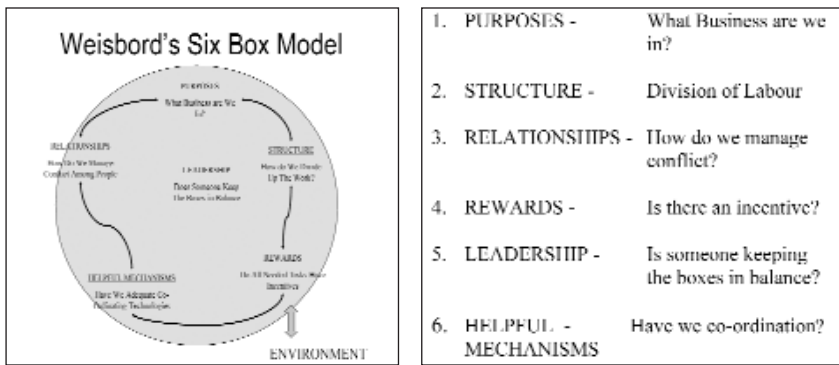 Weisbord's Six Box Model
PURPOSES
What Business are We
In?
RELATIONSHIPS
How Do We Manage
Conflict Among People
STRUCTURE
How do We Divide
Up The Work?
LEADERSHIP
Does Someone Keep
The Boxes in Balance
REWARDS
Do All Needed Tasks Have
Incentives
HELPFUL MECHANISMS
Have We Adequate Co-
ordinating Technologies
ENVIRONMENT
1. PURPOSES - What Business are we
in?
2. STRUCTURE - Division of Labour
3. RELATIONSHIPS - How do we manage
conflict?
4. REWARDS - Is there an incentive?
5. LEADERSHIP - Is someone keeping
the boxes in balance?
6. HELPFUL - Have we co-ordination?
MECHANISMS